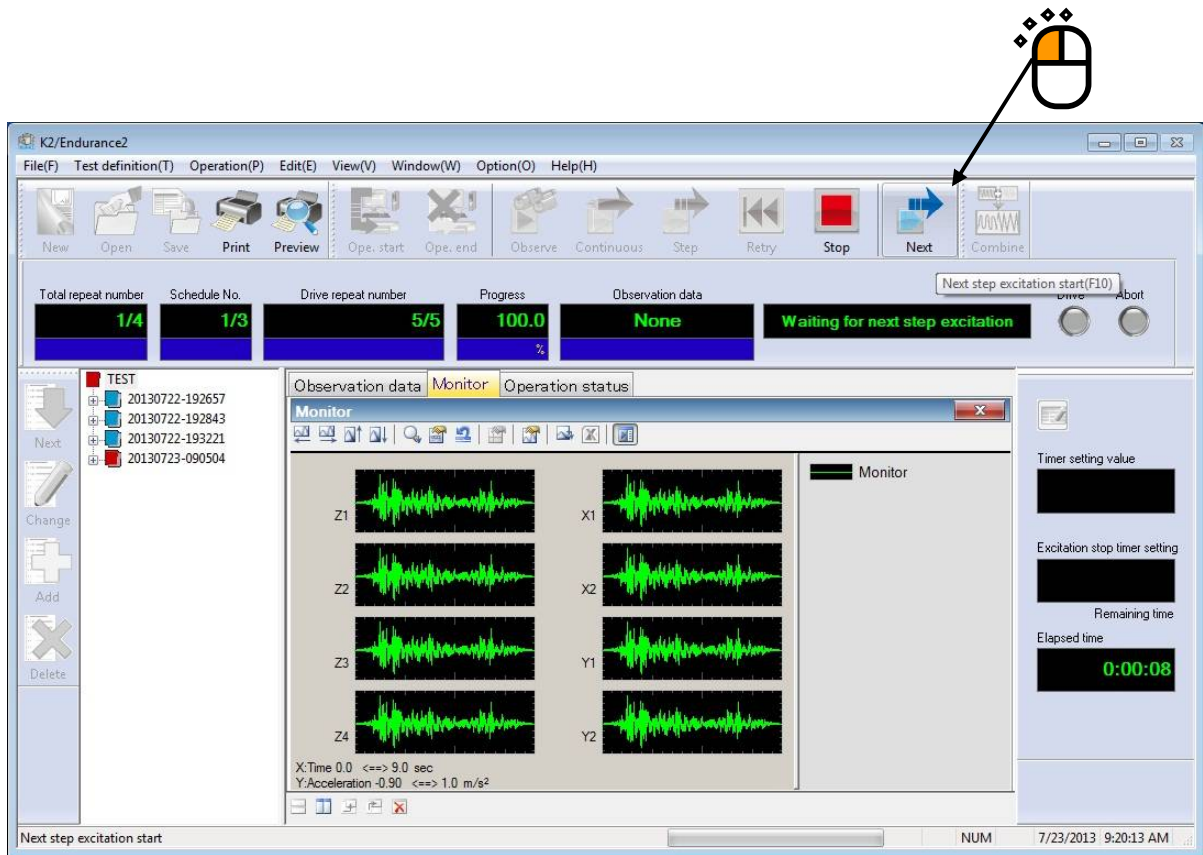 K2/Endurance2
File(F) Test definition(T) Operation(P) Edit(E) View(V) Window(W) Option(O) Help(H)
New Open Save Print Preview Ope. start Ope. end Observe Continuous Step Retry Stop Next Combine
Next step excitation start(F10)
Total repeat number Schedule No. Drive repeat number Progress Observation data Drive Abort
1/4 1/3 5/5 100.0 None Waiting for next step excitation
%
TEST
20130722-192657
20130722-192843
20130722-193221
20130723-090504
Next
Change
Add
Delete
Observation data Monitor Operation status
Monitor
Monitor
Z1 X1
Z2 X2
Z3 Y1
Z4 Y2
X:Time 0.0 <==> 9.0 sec
Y:Acceleration -0.90 <==> 1.0 m/s²
Timer setting value
Excitation stop timer setting
Remaining time
Elapsed time
0:00:08
Next step excitation start NUM 7/23/2013 9:20:13 AM